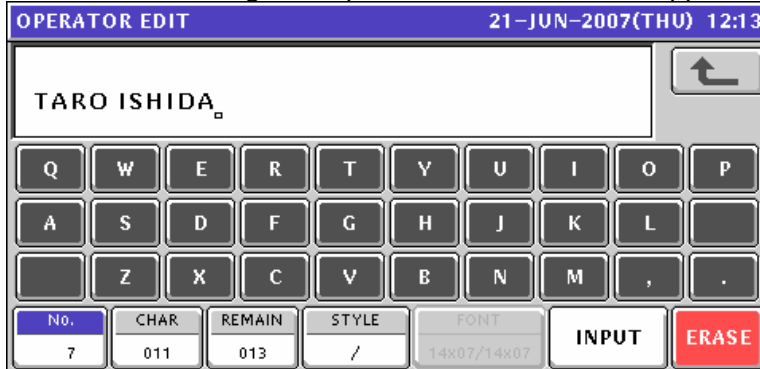 OPERATOR EDIT 21-JUN-2007(THU) 12:13
TARO ISHIDA
Q W E R T Y U I O P
A S D F G H J K L
Z X C V B N M , .
No. CHAR REMAIN STYLE FONT
7 011 013 / 14x07/14x07 INPUT ERASE